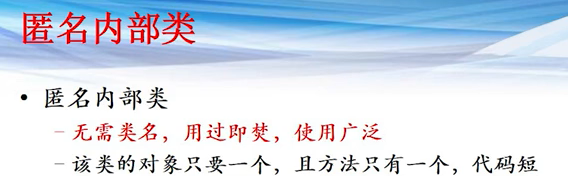 匿名内部类
• 匿名内部类
–无需类名，用过即焚，使用广泛
–该类的对象只要一个，且方法只有一个，代码短